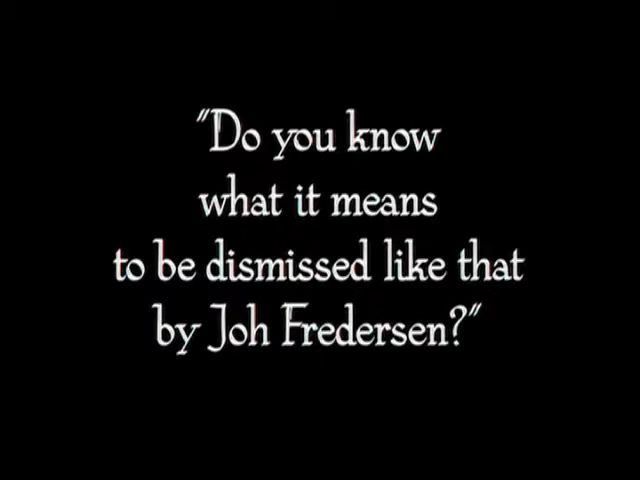 "Do you know
what it means
to be dismissed like that
by Joh Fredersen?"